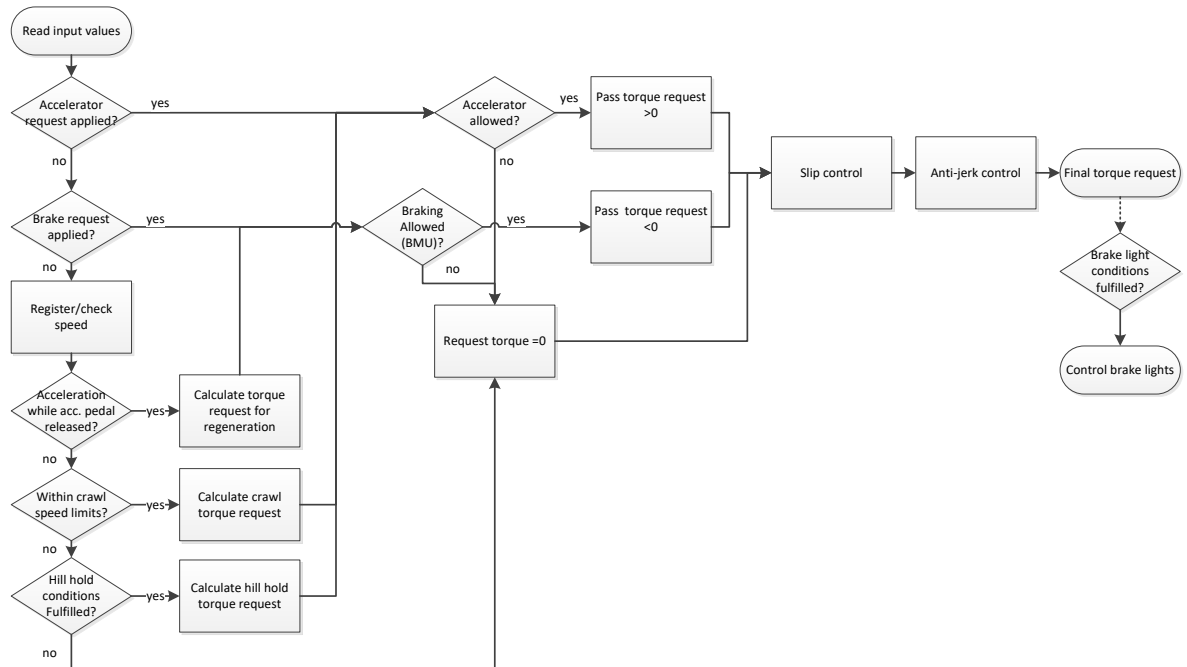 Read input values
Accelerator
request applied?
yes
no
Brake request
applied?
yes
no
Register/check
speed
Acceleration
while acc. pedal
released?
yes
no
Calculate torque
request for
regeneration
Within crawl
speed limits?
yes
no
Calculate crawl
torque request
Hill hold
conditions
Fulfilled?
yes
no
Calculate hill hold
torque request
Accelerator
allowed?
yes
no
Pass torque request
>0
Braking
Allowed
(BMU)?
yes
no
Pass torque request
<0
Request torque =0
Slip control
Anti-jerk control
Final torque request
Brake light
conditions
fulfilled?
Control brake lights